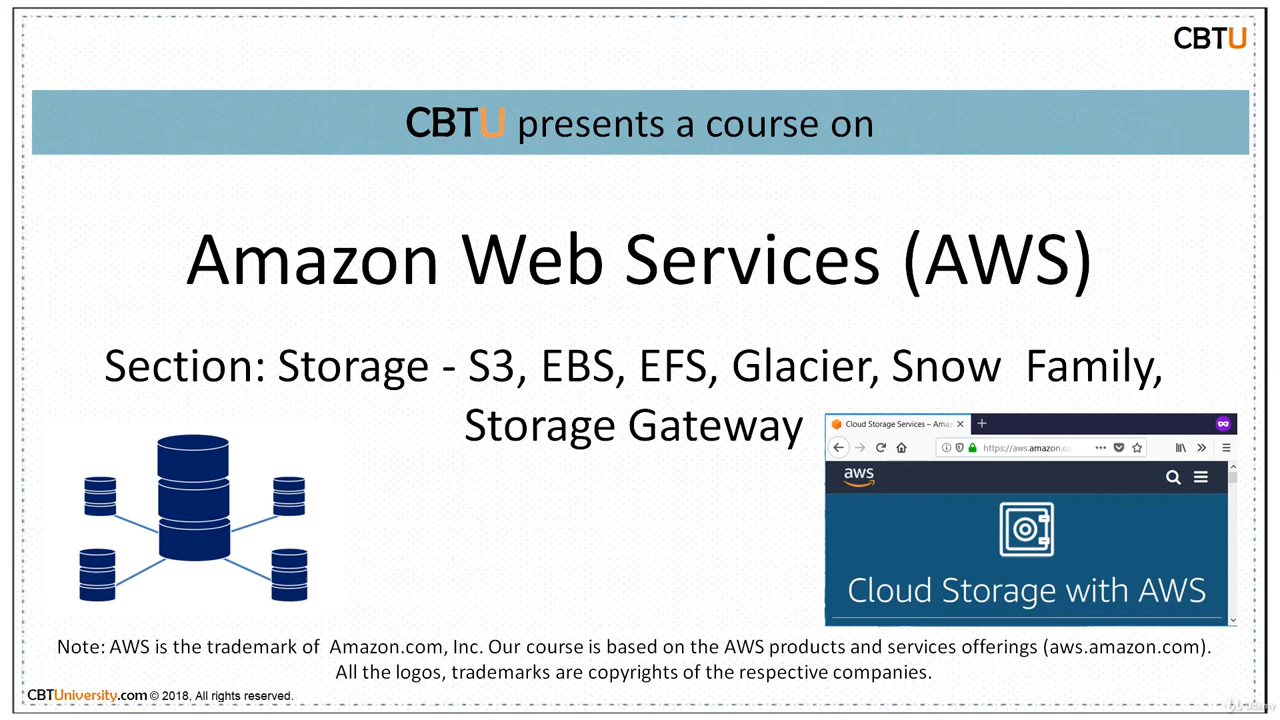 CBTU
CBTU presents a course on
Amazon Web Services (AWS)
Section: Storage - S3, EBS, EFS, Glacier, Snow Family,
Storage Gateway
Cloud Storage Services – Amaz
https://aws.amazon.co
aws
Cloud Storage with AWS
Note: AWS is the trademark of Amazon.com, Inc. Our course is based on the AWS products and services offerings (aws.amazon.com).
All the logos, trademarks are copyrights of the respective companies.
CBTUniversity.com © 2018, All rights reserved.
Udemy